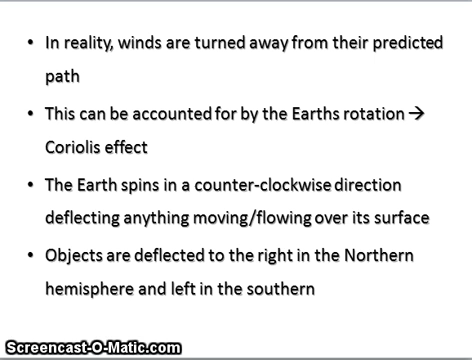 • In reality, winds are turned away from their predicted
path
• This can be accounted for by the Earths rotation →
Coriolis effect
• The Earth spins in a counter-clockwise direction
deflecting anything moving/flowing over its surface
• Objects are deflected to the right in the Northern
hemisphere and left in the southern
Screencast-O-Matic.com